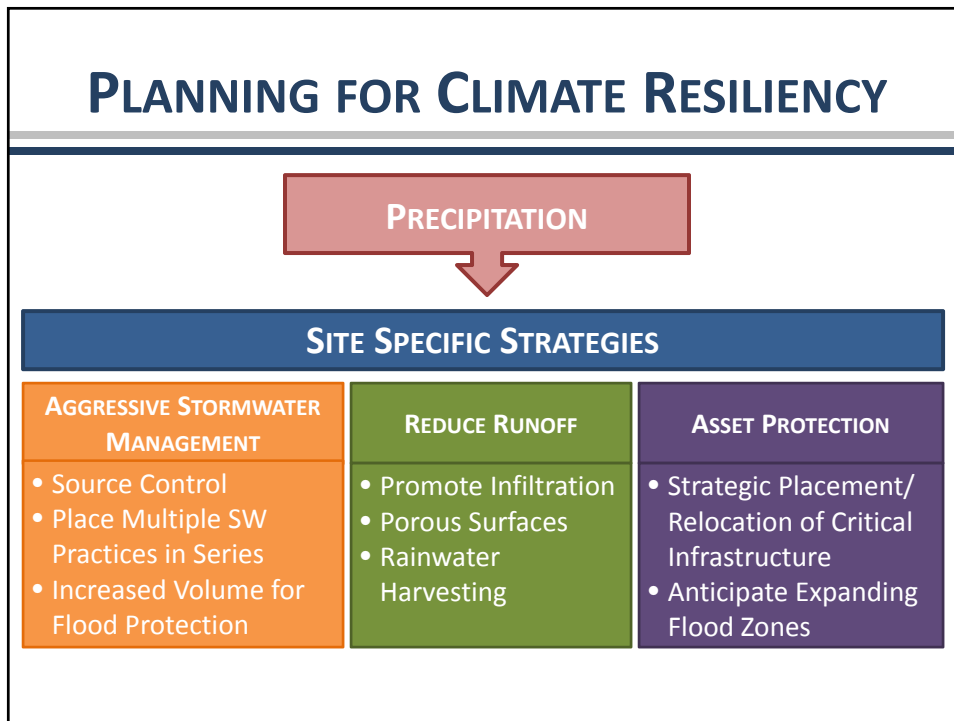 PLANNING FOR CLIMATE RESILIENCY
PRECIPITATION
SITE SPECIFIC STRATEGIES
AGGRESSIVE STORMWATER
MANAGEMENT
• Source Control
• Place Multiple SW
Practices in Series
• Increased Volume for
Flood Protection
REDUCE RUNOFF
• Promote Infiltration
• Porous Surfaces
• Rainwater
Harvesting
ASSET PROTECTION
• Strategic Placement/
Relocation of Critical
Infrastructure
• Anticipate Expanding
Flood Zones